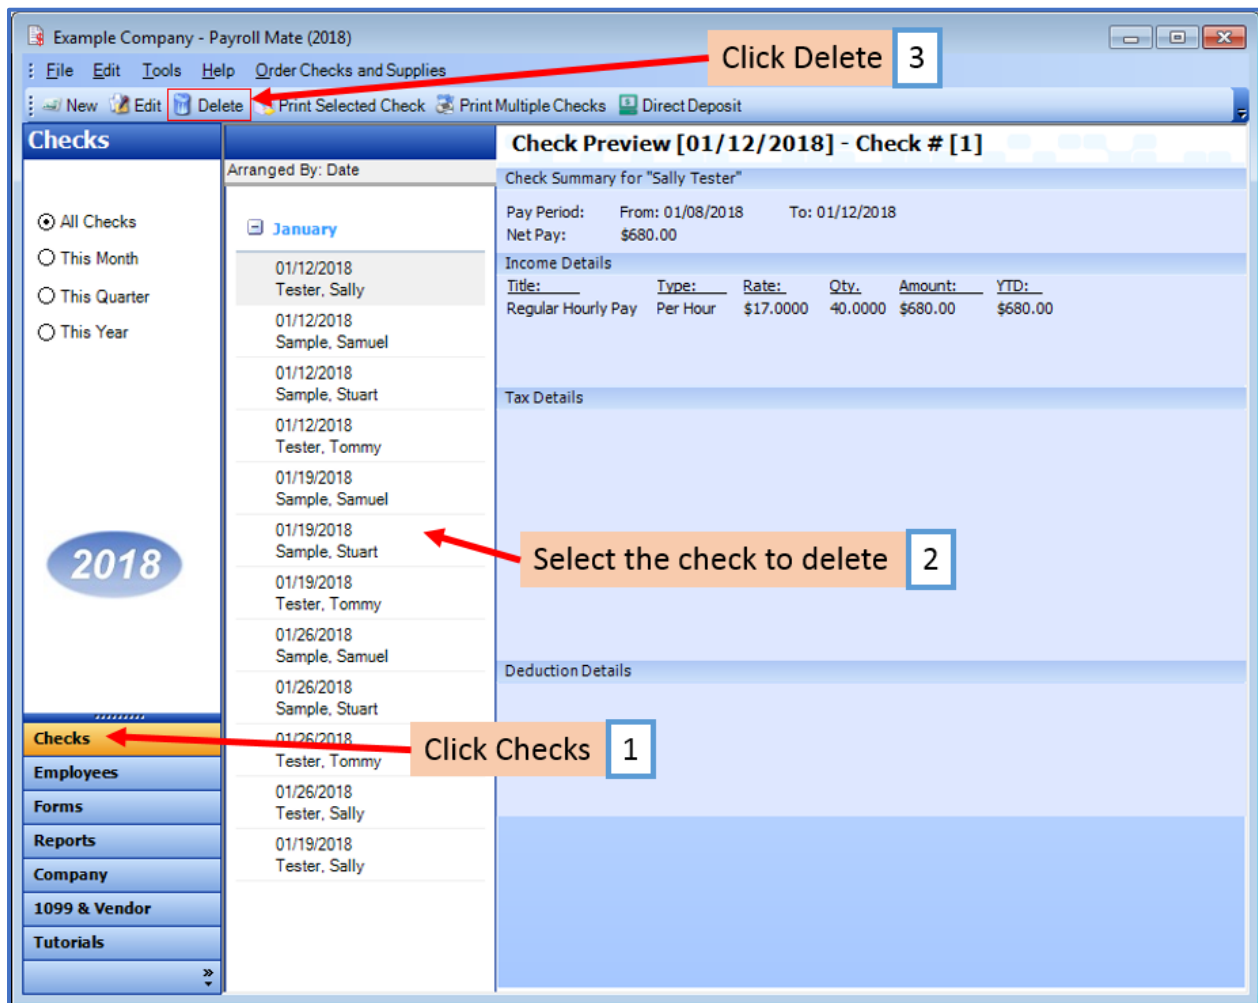 Example Company - Payroll Mate (2018)
Click Delete 3
File Edit Tools Help Order Checks and Supplies
New Edit Delete Print Selected Check Print Multiple Checks Direct Deposit
Checks
All Checks
This Month
This Quarter
This Year
2018
Checks
Employees
Forms
Reports
Company
1099 & Vendor
Tutorials
Arranged By: Date
January
01/12/2018
Tester, Sally
01/12/2018
Sample, Samuel
01/12/2018
Sample, Stuart
01/12/2018
Tester, Tommy
01/19/2018
Sample, Samuel
01/19/2018
Sample, Stuart
01/19/2018
Tester, Tommy
01/26/2018
Sample, Samuel
01/26/2018
Sample, Stuart
01/26/2018
Tester, Tommy
01/26/2018
Tester, Sally
01/19/2018
Tester, Sally
Check Preview [01/12/2018] - Check # [1]
Check Summary for "Sally Tester"
Pay Period: From: 01/08/2018 To: 01/12/2018
Net Pay: $680.00
Income Details
Title: Type: Rate: Qty. Amount: YTD:
Regular Hourly Pay Per Hour $17.0000 40.0000 $680.00 $680.00
Tax Details
Select the check to delete 2
Deduction Details
Click Checks 1